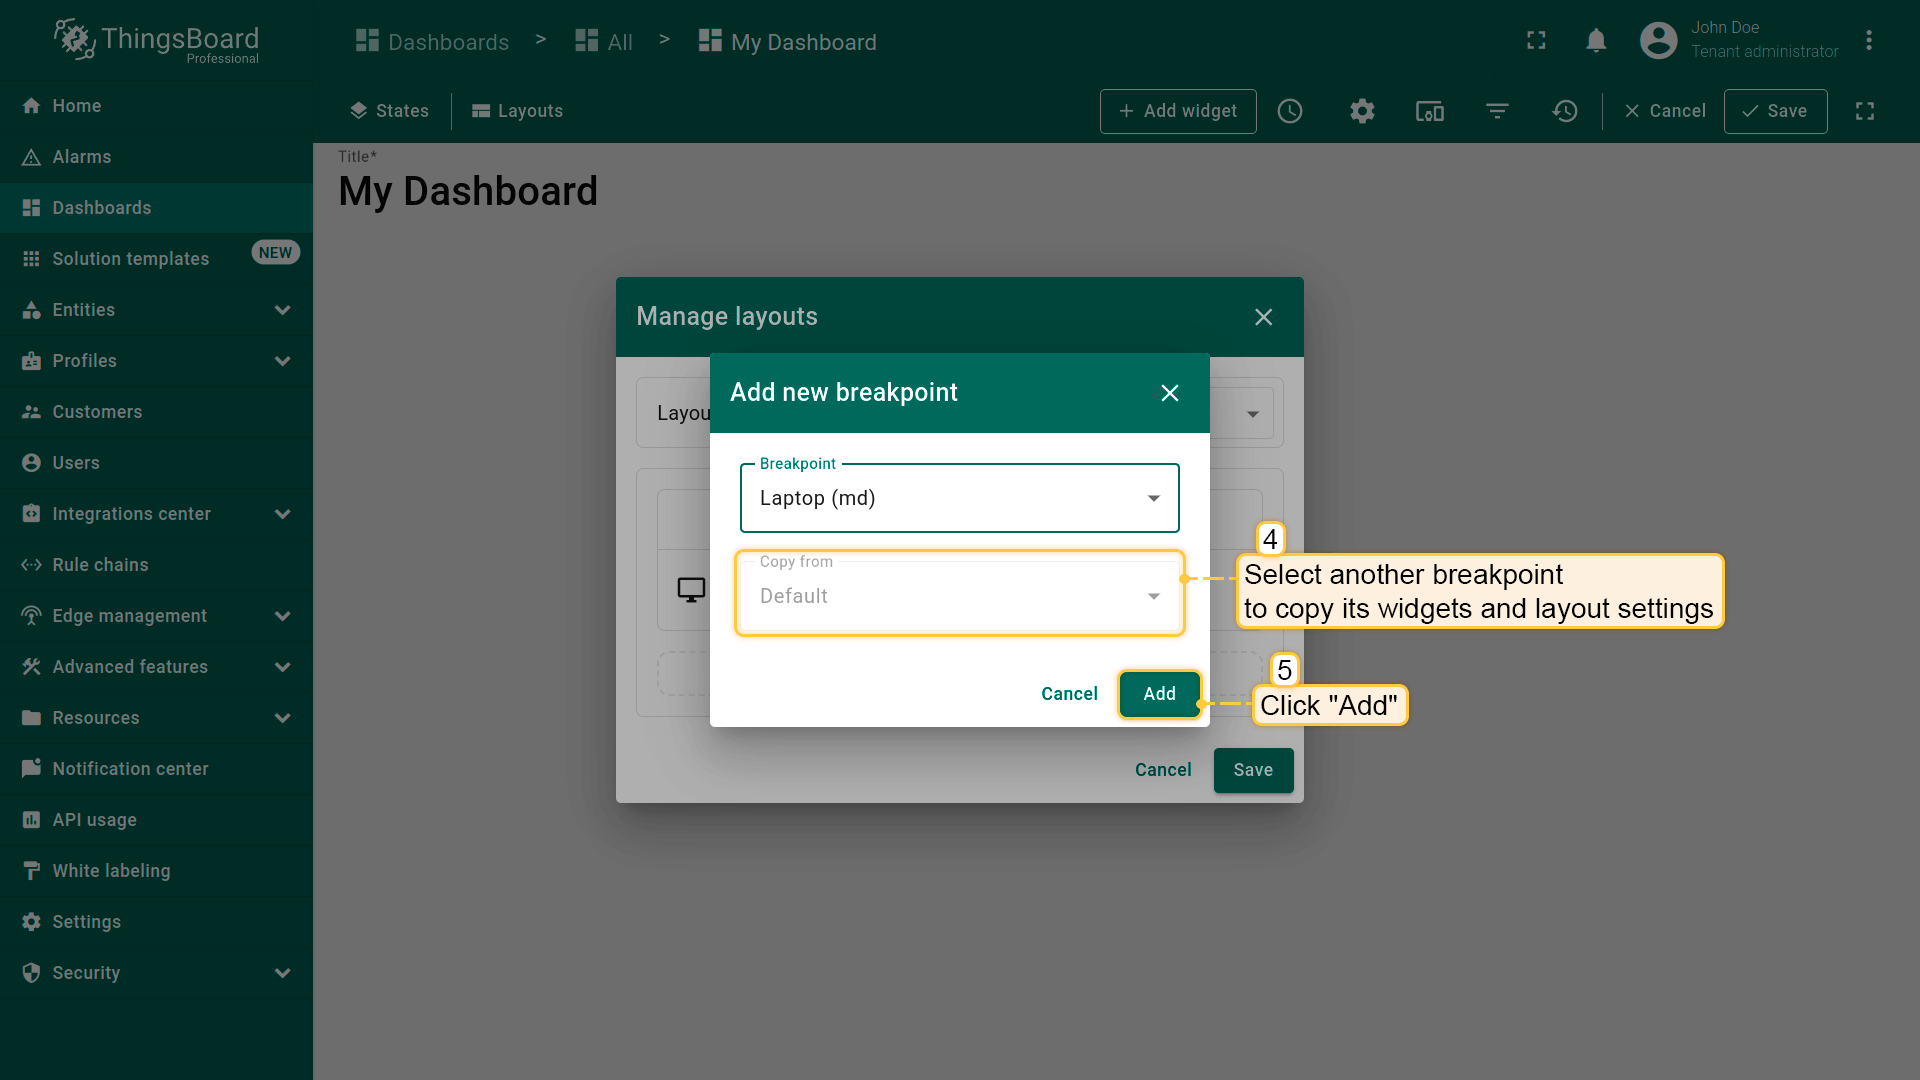 ThingsBoard
Professional
Dashboards > All > My Dashboard
John Doe
Tenant administrator
States
Layouts
+ Add widget
Cancel
Save
Home
Alarms
Dashboards
Solution templates
NEW
Entities
Profiles
Customers
Users
Integrations center
Rule chains
Edge management
Advanced features
Resources
Notification center
API usage
White labeling
Settings
Security
Title*
My Dashboard
Manage layouts
Layou
Add new breakpoint
Breakpoint
Laptop (md)
Copy from
Default
Cancel
Add
4
Select another breakpoint
to copy its widgets and layout settings
5
Click "Add"
Cancel
Save